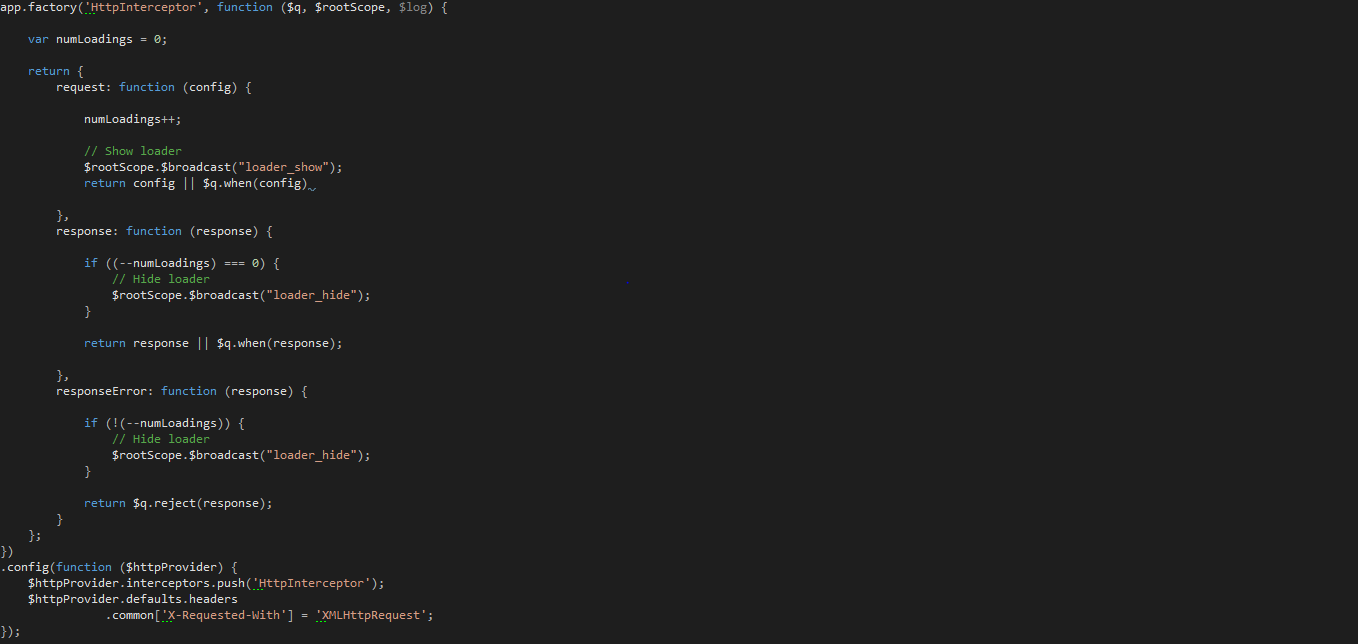 app.factory('HttpInterceptor', function ($q, $rootScope, $log) {
var numLoadings = 0;
return {
request: function (config) {
numLoadings++;
// Show loader
$rootScope.$broadcast("loader_show");
return config || $q.when(config)
},
response: function (response) {
if ((--numLoadings) === 0) {
// Hide loader
$rootScope.$broadcast("loader_hide");
}
return response || $q.when(response);
},
responseError: function (response) {
if (!(--numLoadings)) {
// Hide loader
$rootScope.$broadcast("loader_hide");
}
return $q.reject(response);
}
};
})
.config(function ($httpProvider) {
$httpProvider.interceptors.push('HttpInterceptor');
$httpProvider.defaults.headers
.common['X-Requested-With'] = 'XMLHttpRequest';
});